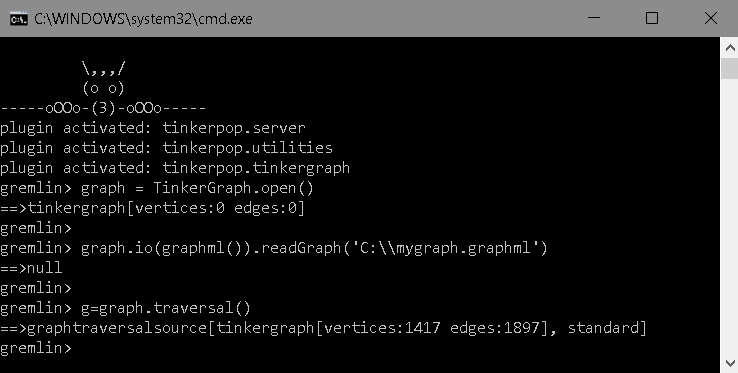 C:\WINDOWS\system32\cmd.exe
\,,,/
(o o)
-----oOOo-(3)-oOOo-----
plugin activated: tinkerpop.server
plugin activated: tinkerpop.utilities
plugin activated: tinkerpop.tinkergraph
gremlin> graph = TinkerGraph.open()
==>tinkergraph[vertices:0 edges:0]
gremlin>
gremlin> graph.io(graphml()).readGraph('C:\\mygraph.graphml')
==>null
gremlin>
gremlin> g=graph.traversal()
==>graphtraversalsource[tinkergraph[vertices:1417 edges:1897], standard]
gremlin>